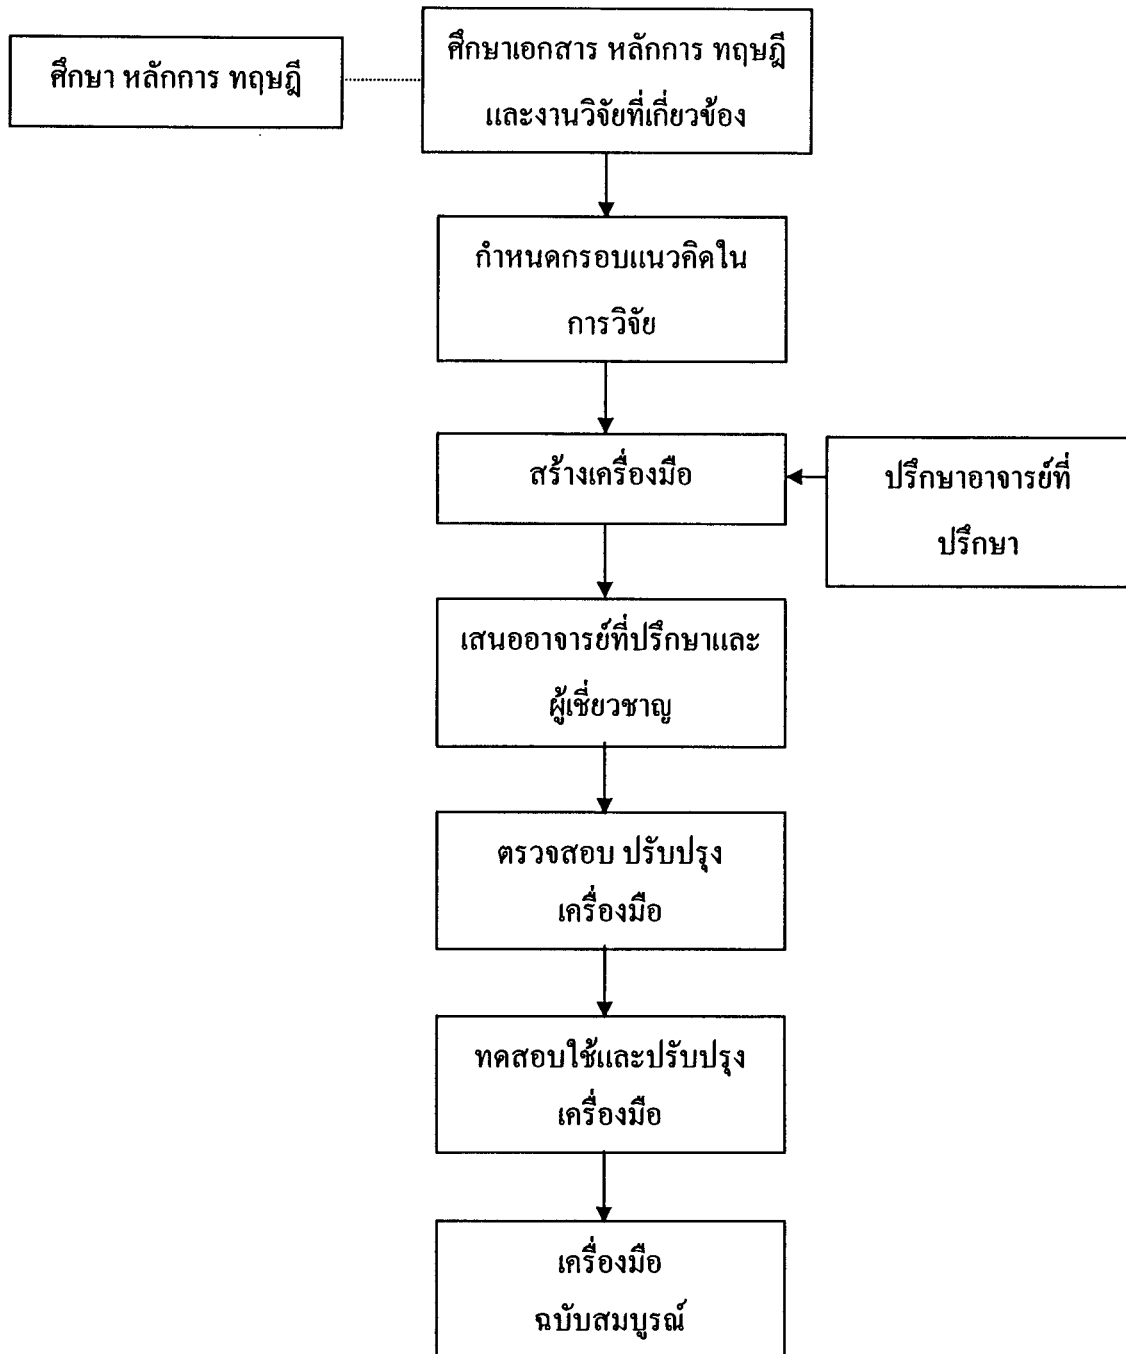 ศึกษา หลักการ ทฤษฎี
ศึกษาเอกสาร หลักการ ทฤษฎี
และงานวิจัยที่เกี่ยวข้อง
กำหนดกรอบแนวคิดใน
การวิจัย
สร้างเครื่องมือ
ปรึกษาอาจารย์ที่
ปรึกษา
เสนออาจารย์ที่ปรึกษาและ
ผู้เชี่ยวชาญ
ตรวจสอบ ปรับปรุง
เครื่องมือ
ทดสอบใช้และปรับปรุง
เครื่องมือ
เครื่องมือ
ฉบับสมบูรณ์